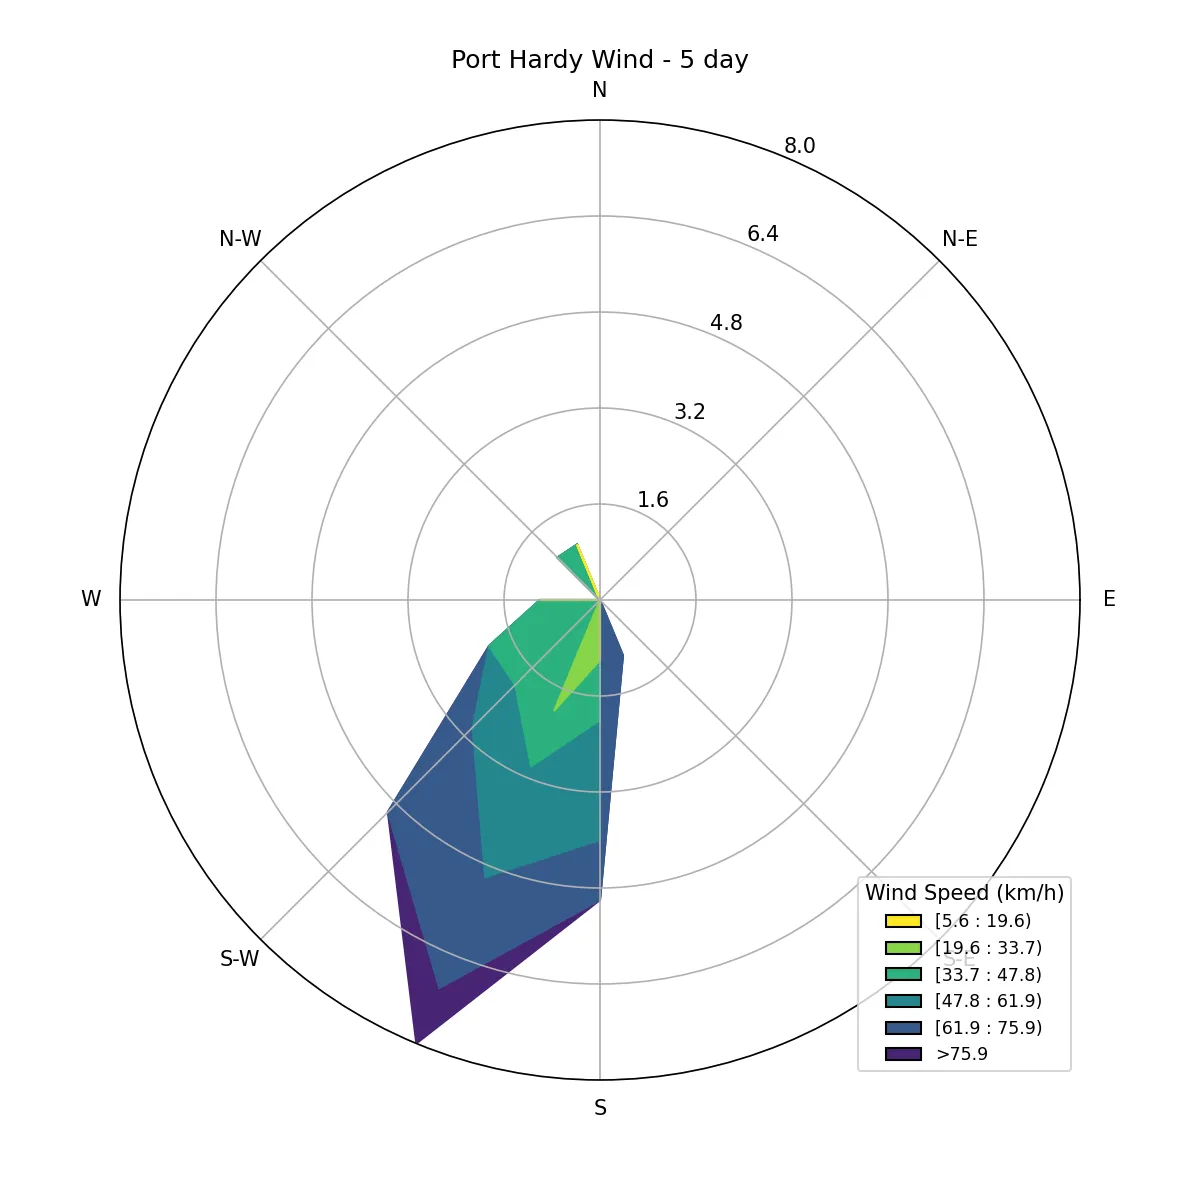 Port Hardy Wind - 5 day
N
8.0
N-W
N-E
6.4
4.8
3.2
1.6
W
E
S-W
S-E
Wind Speed (km/h)
[5.6 : 19.6)
[19.6 : 33.7)
[33.7 : 47.8)
[47.8 : 61.9)
[61.9 : 75.9)
>75.9
S